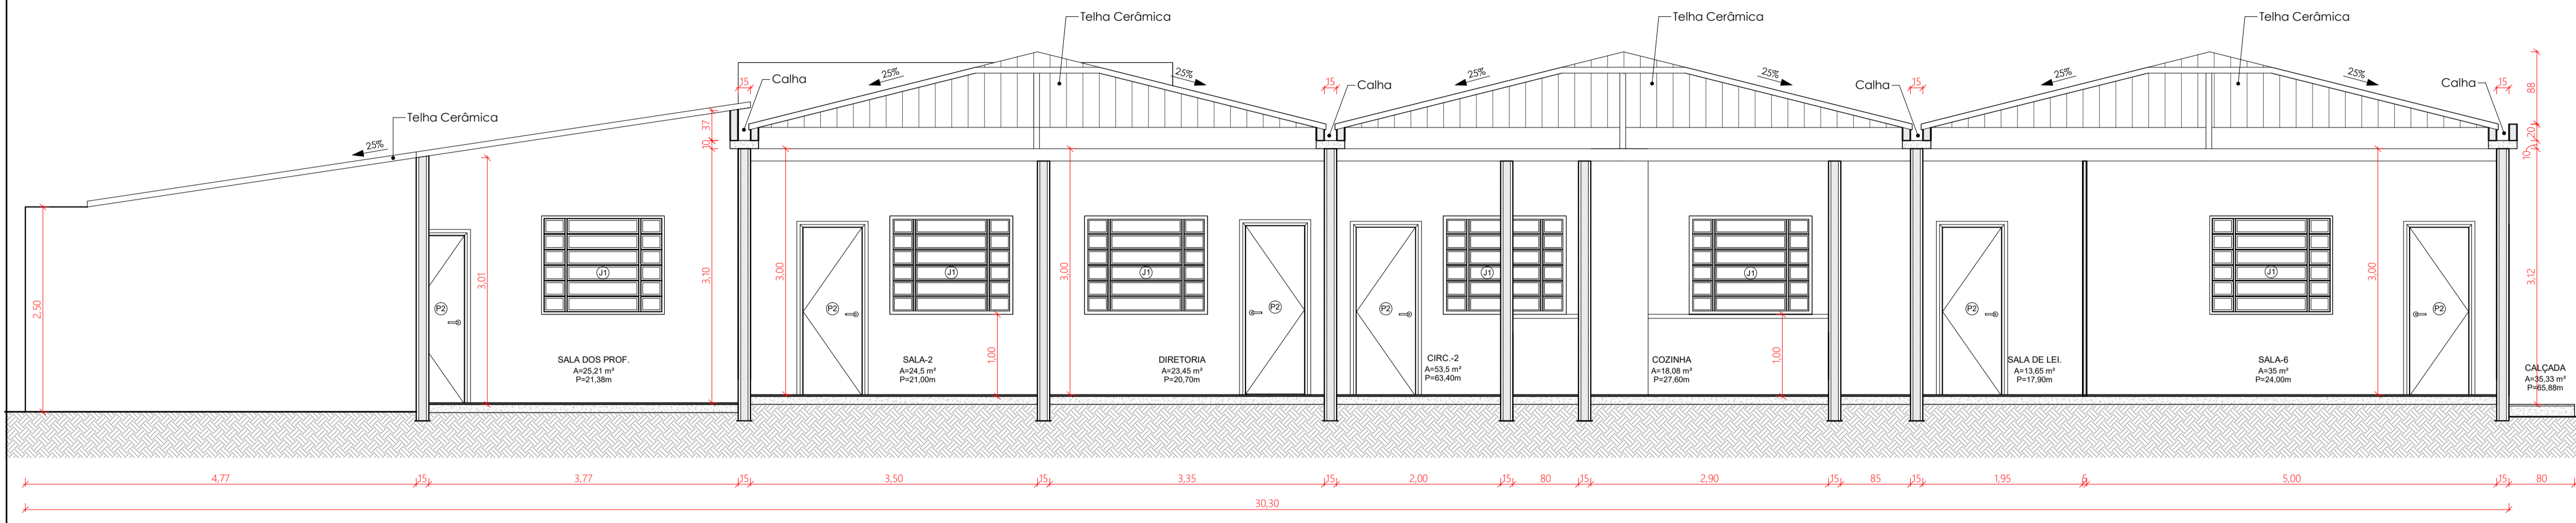 Telha Cerâmica
Telha Cerâmica
Telha Cerâmica
25%
25%
25%
25%
25%
25%
15
Calha
15
Calha
Calha
15
Calha
15
88
Telha Cerâmica
25%
37
10
20
10
2,50
3,01
3,10
3,00
3,00
3,00
3,12
J1
J1
J1
J1
J1
J1
P2
P2
P2
P2
P2
P2
1,00
1,00
SALA DOS PROF.
A=25,21 m²
P=21,38m
SALA-2
A=24,5 m²
P=21,00m
DIRETORIA
A=23,45 m²
P=20,70m
CIRC.-2
A=53,5 m²
P=63,40m
COZINHA
A=18,08 m²
P=27,60m
SALA DE LEI.
A=13,65 m²
P=17,90m
SALA-6
A=35 m²
P=24,00m
CALÇADA
A=35,33 m²
P=65,88m
4,77 15 3,77 15 3,50 15 3,35 15 2,00 15 80 15 2,90 15 85 15 1,95 5 5,00 15 80
30,30